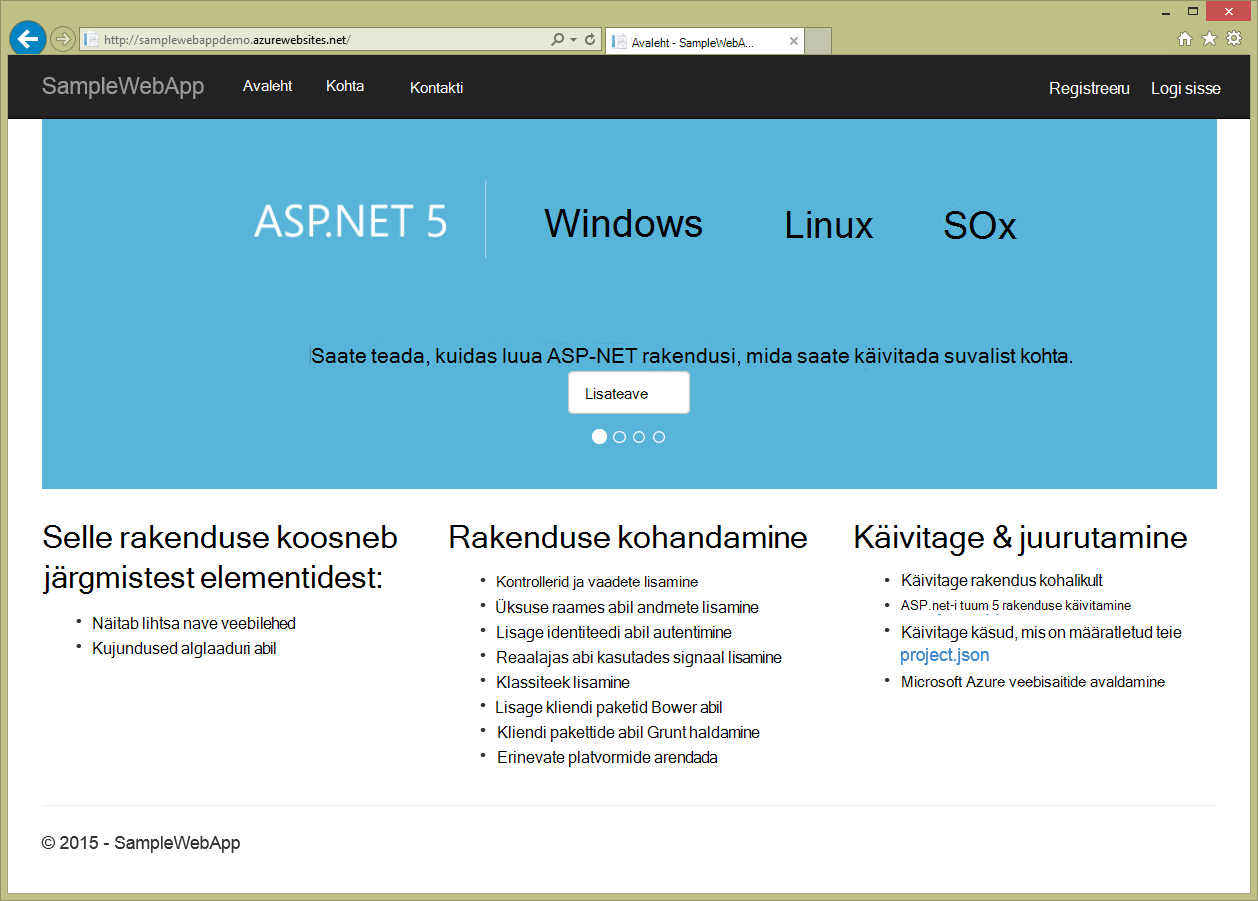 http://samplewebappdemo.azurewebsites.net/
Avaleht - SampleWebA...
SampleWebApp Avaleht Kohta Kontakti Registreeru Logi sisse
ASP.NET 5 Windows Linux SOx
Saate teada, kuidas luua ASP-NET rakendusi, mida saate käivitada suvalist kohta.
Lisateave
Selle rakenduse koosneb
järgmistest elementidest:
• Näitab lihtsa nave veebilehed
• Kujundused alglaaduri abil
Rakenduse kohandamine
• Kontrollerid ja vaadete lisamine
• Üksuse raames abil andmete lisamine
• Lisage identiteedi abil autentimine
• Reaalajas abi kasutades signaal lisamine
• Klassiteek lisamine
• Lisage kliendi paketid Bower abil
• Kliendi pakettide abil Grunt haldamine
• Erinevate platvormide arendada
Käivitage & juurutamine
• Käivitage rakendus kohalikult
• ASP.net-i tuum 5 rakenduse käivitamine
• Käivitage käsud, mis on määratletud teie
project.json
• Microsoft Azure veebisaitide avaldamine
© 2015 - SampleWebApp